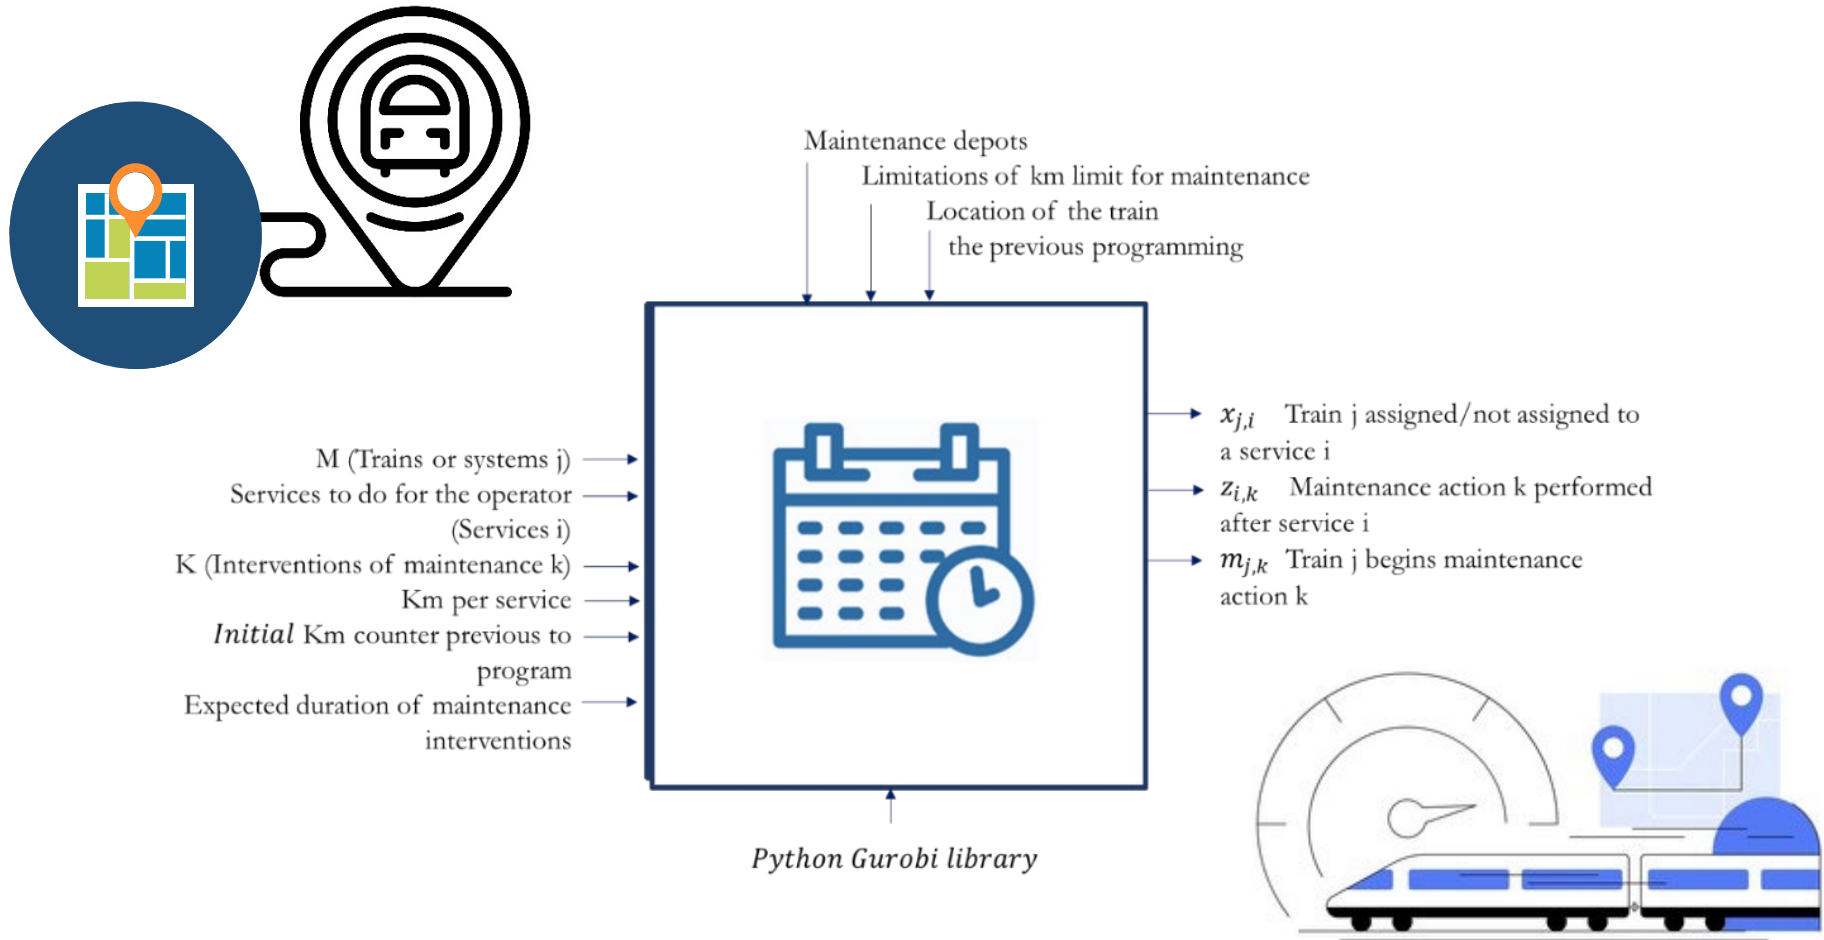 Maintenance depots
Limitations of km limit for maintenance
Location of the train
the previous programming
M (Trains or systems j)
Services to do for the operator
(Services i)
K (Interventions of maintenance k)
Km per service
Initial Km counter previous to
program
Expected duration of maintenance
interventions
x_{j,i} Train j assigned/not assigned to
a service i
z_{i,k} Maintenance action k performed
after service i
m_{j,k} Train j begins maintenance
action k
Python Gurobi library